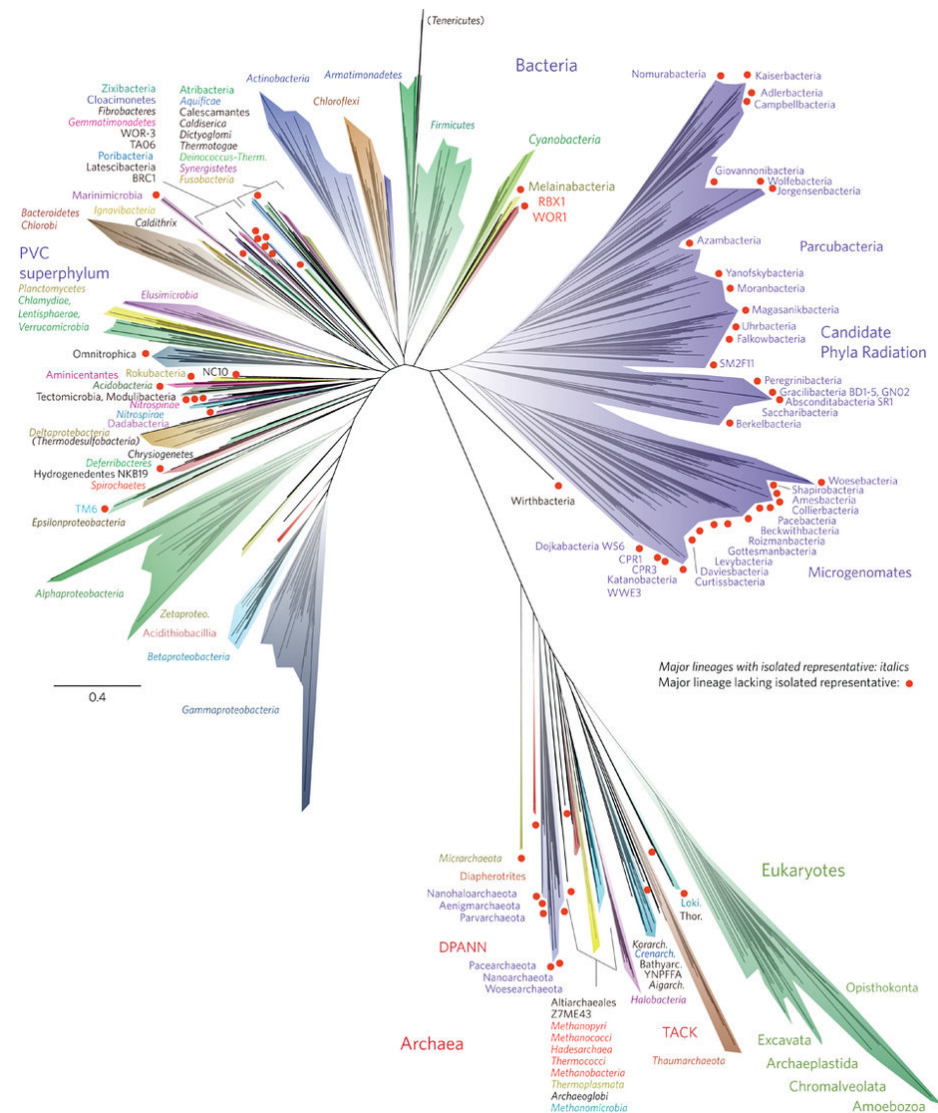 (Tenericutes)
Bacteria
Nomurabacteria
Kaiserbacteria
Adlerbacteria
Campbellbacteria
Actinobacteria
Armatimonadetes
Zixibacteria
Cloacimonetes
Fibrobacteres
Gemmatimonadetes
WOR-3
TA06
Poribacteria
Latescibacteria
BRC1
Atribacteria
Aquificae
Calescamantes
Caldiserica
Dictyoglomi
Thermotogae
Deinococcus-Therm.
Synergistetes
Fusobacteria
Chloroflexi
Firmicutes
Cyanobacteria
Melainabacteria
RBX1
WOR1
Giovannonibacteria
Wolfebacteria
Jorgensenbacteria
Azambacteria
Parcubacteria
Yanofskybacteria
Moranbacteria
Magasanikbacteria
Uhrbacteria
Falkowbacteria
Candidate
Phyla Radiation
SM2F11
Peregrinibacteria
Gracilibacteria BD1-5, GN02
Absconditabacteria SR1
Saccharibacteria
Berkelbacteria
Marinimicrobia
Bacteroidetes
Chlorobi
Ignavibacteria
Caldithrix
PVC
superphylum
Planctomycetes
Chlamydiae,
Lentisphaerae,
Verrucomicrobia
Elusimicrobia
Omnitrophica
Aminicentantes
Rokubacteria
NC10
Acidobacteria
Tectomicrobia, Modulibacteria
Nitrospinae
Nitrospirae
Dadabacteria
Deltaprotebacteria
(Thermodesulfobacteria)
Chrysiogenetes
Deferribacteres
Hydrogenedentes NKB19
Spirochaetes
TM6
Epsilonproteobacteria
Alphaproteobacteria
Zetaproteo.
Acidithiobacillia
Betaproteobacteria
Gammaproteobacteria
0.4
Wirthbacteria
Woesebacteria
Shapirobacteria
Amesbacteria
Collierbacteria
Pacebacteria
Beckwithbacteria
Roizmanbacteria
Gottesmanbacteria
Levybacteria
Daviesbacteria
Curtissbacteria
Dojkabacteria WS6
CPR1
CPR3
Katanobacteria
WWE3
Microgenomates
Major lineages with isolated representative: italics
Major lineage lacking isolated representative:
Micrarchaeota
Diapherotrites
Nanohaloarchaeota
Aenigmarchaeota
Parvarchaeota
DPANN
Pacearchaeota
Nanoarchaeota
Woesearchaeota
Archaea
Altiarchaeales
Z7ME43
Methanopyri
Methanococci
Hadesarchaea
Thermococci
Methanobacteria
Thermoplasmata
Archaeoglobi
Methanomicrobia
Halobacteria
Korarch.
Crenarch.
Bathyarc.
YNPFFA
Aigarch.
TACK
Thaumarchaeota
Loki.
Thor.
Eukaryotes
Opisthokonta
Excavata
Archaeplastida
Chromalveolata
Amoebozoa